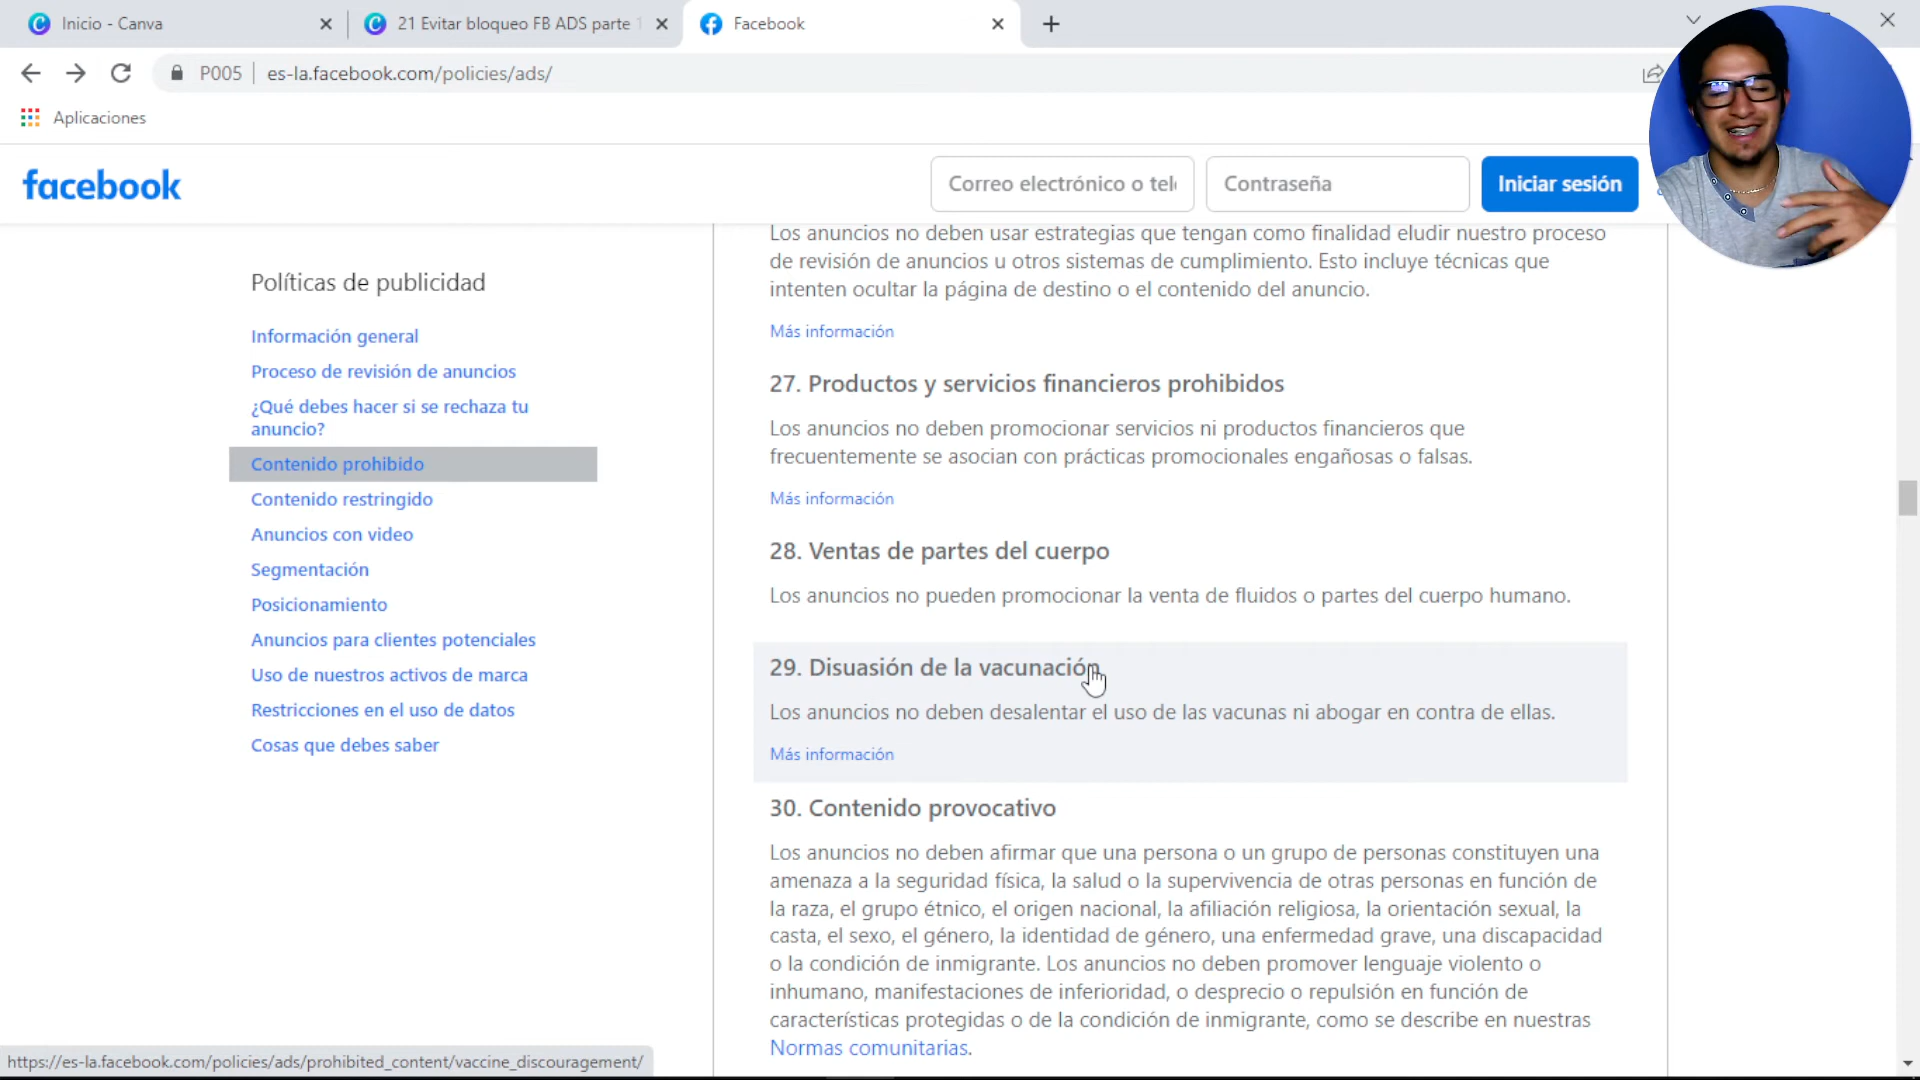 Inicio - Canva
21 Evitar bloqueo FB ADS parte 1
Facebook
P005
es-la.facebook.com/policies/ads/
Aplicaciones
facebook
Correo electrónico o tel
Contraseña
Iniciar sesión
Políticas de publicidad
Información general
Proceso de revisión de anuncios
¿Qué debes hacer si se rechaza tu
anuncio?
Contenido prohibido
Contenido restringido
Anuncios con video
Segmentación
Posicionamiento
Anuncios para clientes potenciales
Uso de nuestros activos de marca
Restricciones en el uso de datos
Cosas que debes saber
Los anuncios no deben usar estrategias que tengan como finalidad eludir nuestro proceso
de revisión de anuncios u otros sistemas de cumplimiento. Esto incluye técnicas que
intenten ocultar la página de destino o el contenido del anuncio.
Más información
27. Productos y servicios financieros prohibidos
Los anuncios no deben promocionar servicios ni productos financieros que
frecuentemente se asocian con prácticas promocionales engañosas o falsas.
Más información
28. Ventas de partes del cuerpo
Los anuncios no pueden promocionar la venta de fluidos o partes del cuerpo humano.
29. Disuasión de la vacunación
Los anuncios no deben desalentar el uso de las vacunas ni abogar en contra de ellas.
Más información
30. Contenido provocativo
Los anuncios no deben afirmar que una persona o un grupo de personas constituyen una
amenaza a la seguridad física, la salud o la supervivencia de otras personas en función de
la raza, el grupo étnico, el origen nacional, la afiliación religiosa, la orientación sexual, la
casta, el sexo, el género, la identidad de género, una enfermedad grave, una discapacidad
o la condición de inmigrante. Los anuncios no deben promover lenguaje violento o
inhumano, manifestaciones de inferioridad, o desprecio o repulsión en función de
características protegidas o de la condición de inmigrante, como se describe en nuestras
Normas comunitarias.
https://es-la.facebook.com/policies/ads/prohibited_content/vaccine_discouragement/